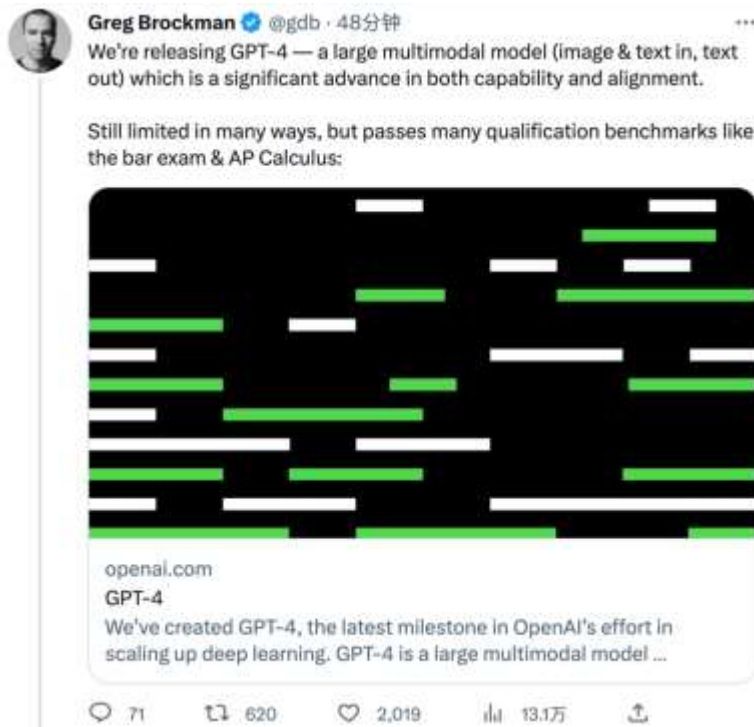 Greg Brockman @gdb · 48分钟
We're releasing GPT-4 — a large multimodal model (image & text in, text
out) which is a significant advance in both capability and alignment.
Still limited in many ways, but passes many qualification benchmarks like
the bar exam & AP Calculus:
openai.com
GPT-4
We've created GPT-4, the latest milestone in OpenAI's effort in
scaling up deep learning. GPT-4 is a large multimodal model ...
71 620 2,019 13.1万